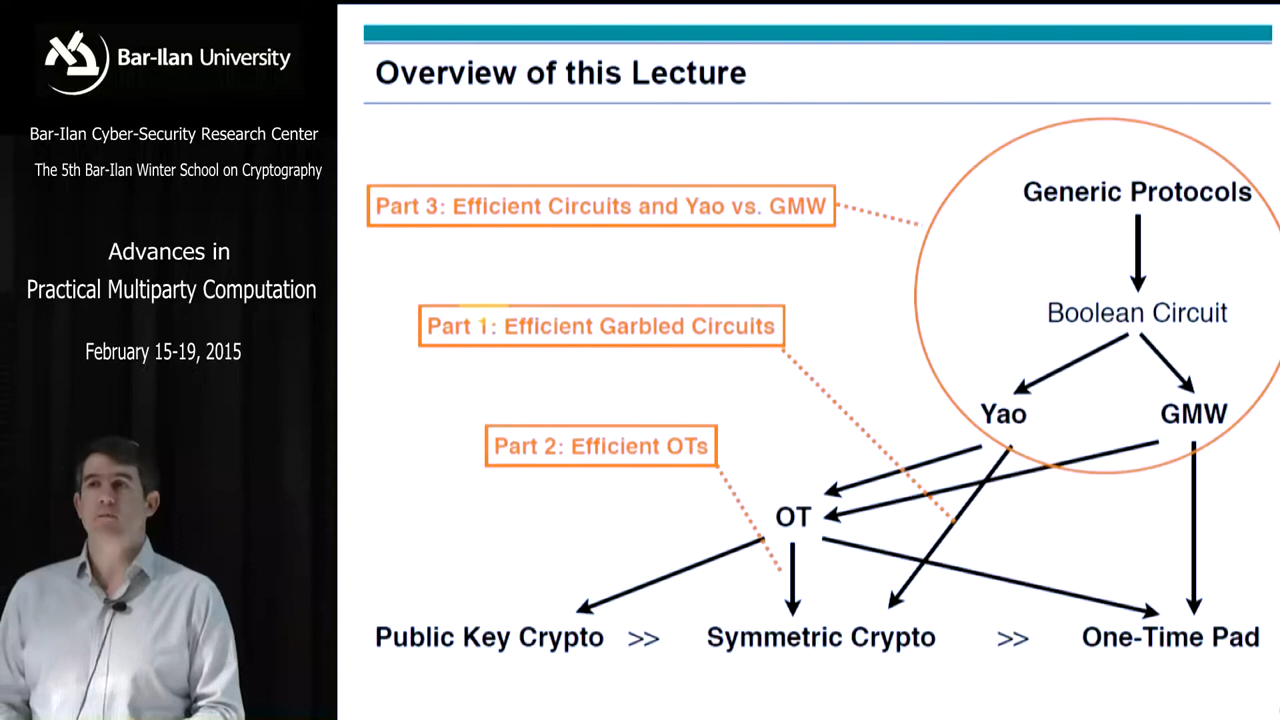 Bar-Ilan University
Bar-Ilan Cyber-Security Research Center
The 5th Bar-Ilan Winter School on Cryptography
Advances in
Practical Multiparty Computation
February 15-19, 2015
Overview of this Lecture
Generic Protocols
Part 3: Efficient Circuits and Yao vs. GMW
Boolean Circuit
Part 1: Efficient Garbled Circuits
Yao
GMW
Part 2: Efficient OTs
OT
Public Key Crypto >> Symmetric Crypto >> One-Time Pad